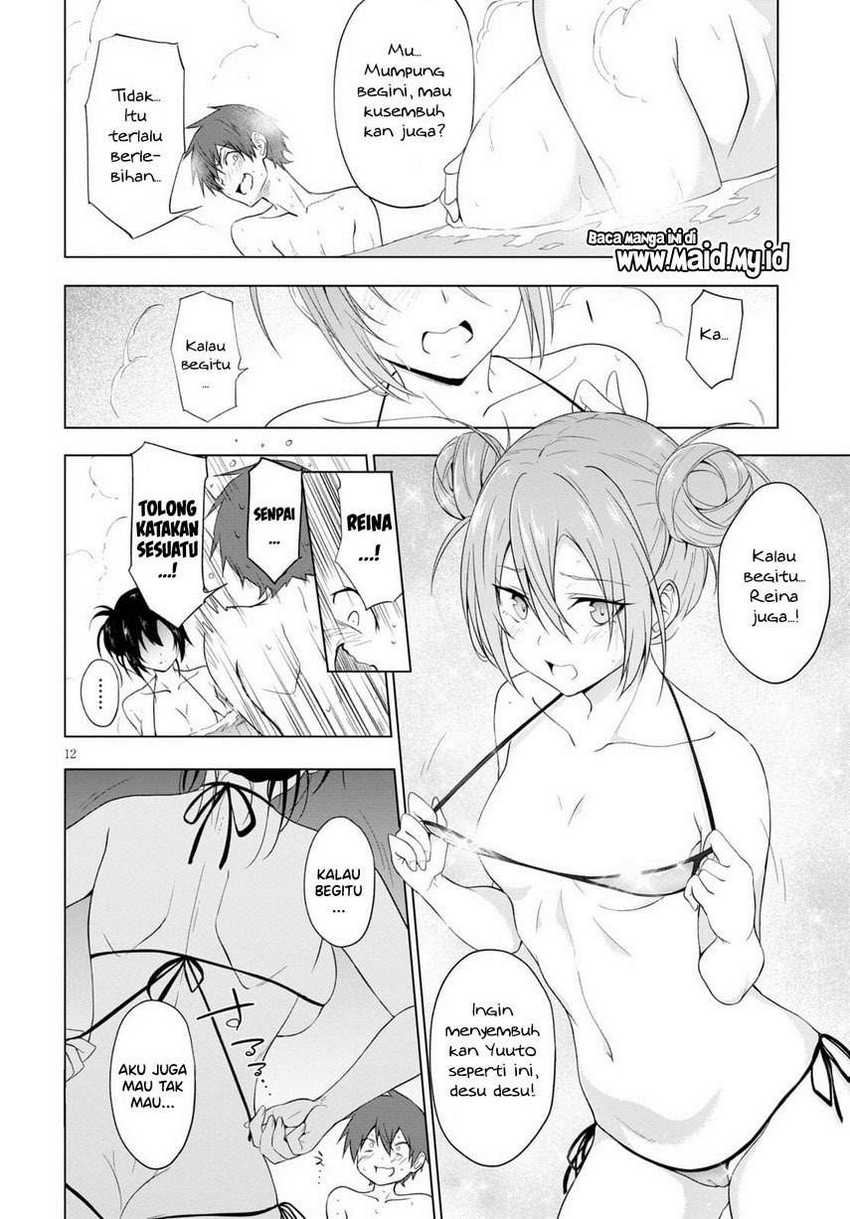 Mu...
Mumpung
Begini, mau
kusembuh
kan juga?
Tidak...
Itu
terlalu
Berle-
Bihan...
Baca Manga ini di
www.Maid.My.id
Ka...
Kalau
Begitu
...
Kalau
Begitu...
Reina
juga...!
Ingin
menyembuh
kan Yuuto
seperti ini,
desu desu!
REINA
...!
SENPAI
...
TOLONG
KATAKAN
SESUATU
...!
........
12
KALAU
BEGITU
...
AKU JUGA
MAU TAK
MAU...